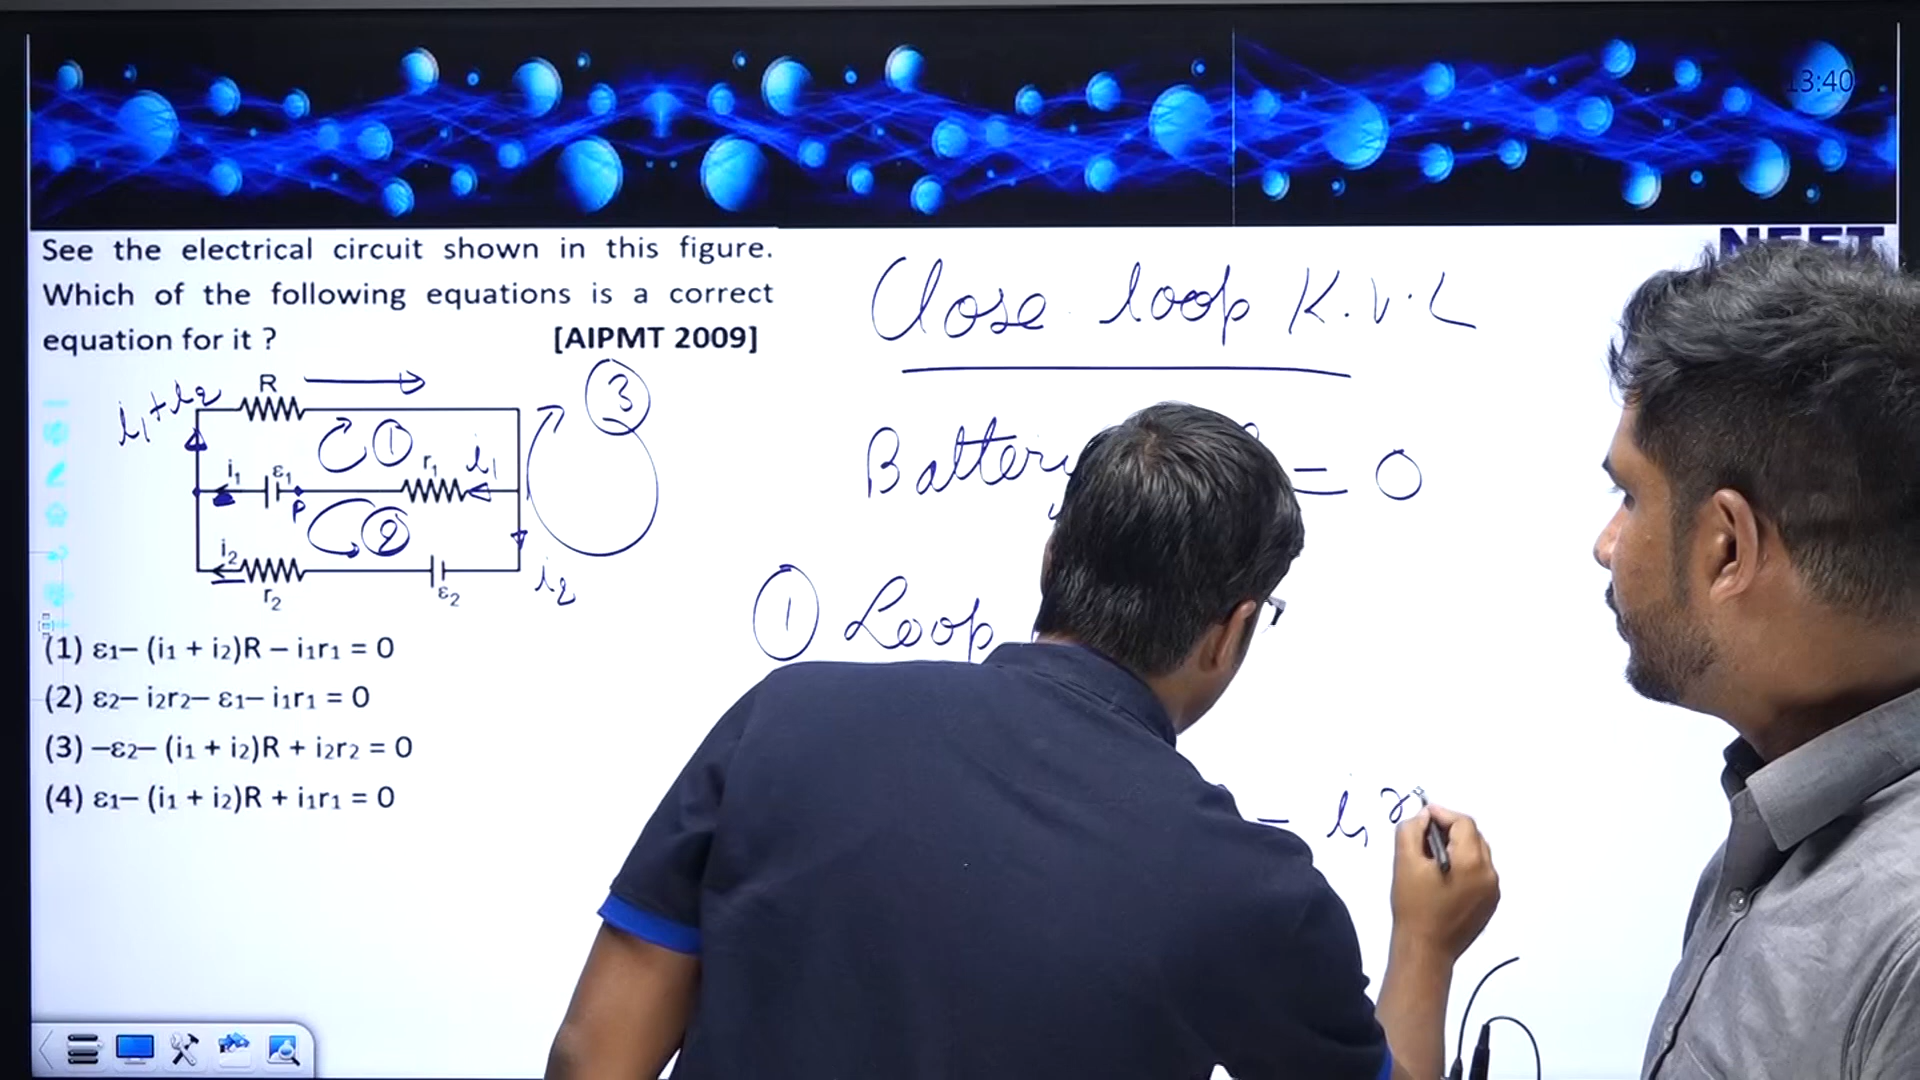 13:40
NEET
See the electrical circuit shown in this figure.
Which of the following equations is a correct
equation for it ?
[AIPMT 2009]
R
i₁+i₂
1
3
i₁
ε₁
P
r₁
i₁
2
i₂
r₂
ε₂
i₂
(1) ε₁– (i₁ + i₂)R – i₁r₁ = 0
(2) ε₂– i₂r₂– ε₁– i₁r₁ = 0
(3) –ε₂– (i₁ + i₂)R + i₂r₂ = 0
(4) ε₁– (i₁ + i₂)R + i₁r₁ = 0
Close loop K.V.L
Battery
= 0
1 Loop
– i₁ r